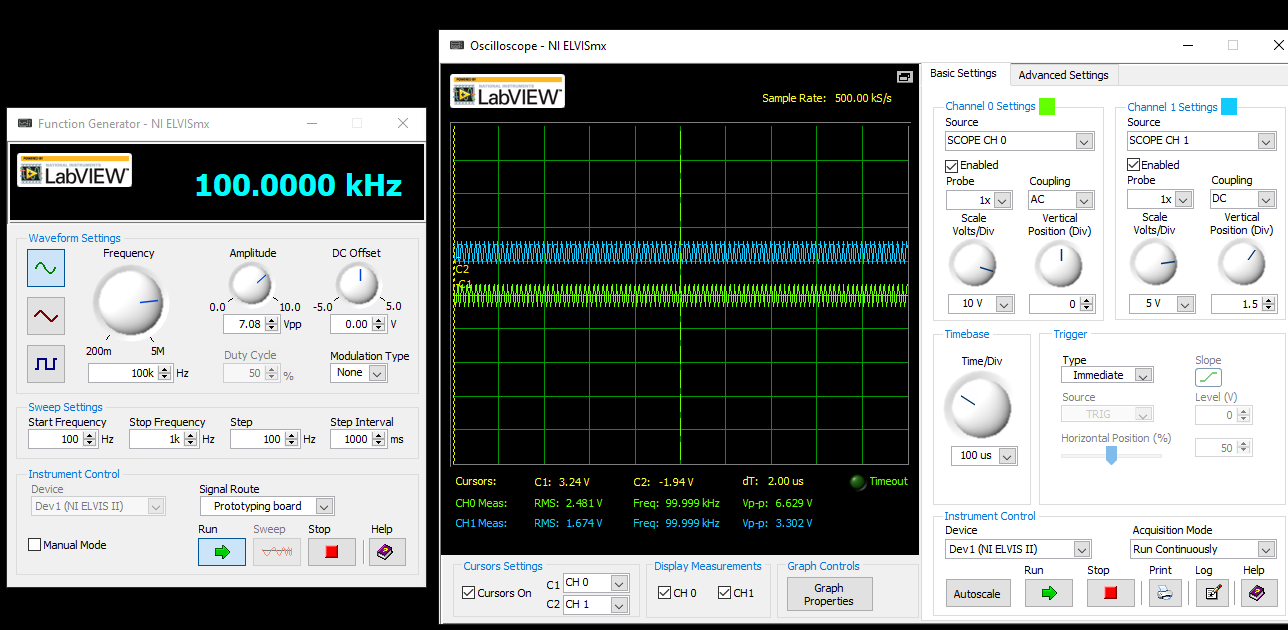 Function Generator - NI ELVISmx
POWERED BY
NATIONAL INSTRUMENTS
LabVIEW™
100.0000 kHz
Waveform Settings
Frequency
Amplitude
DC Offset
0.0
10.0
-5.0
5.0
7.08 Vpp
0.00 V
200m
5M
100k Hz
Duty Cycle
50 %
Modulation Type
None
Sweep Settings
Start Frequency
Stop Frequency
Step
Step Interval
100 Hz
1k Hz
100 Hz
1000 ms
Instrument Control
Device
Dev1 (NI ELVIS II)
Signal Route
Prototyping board
Run
Sweep
Stop
Help
Manual Mode
Oscilloscope - NI ELVISmx
POWERED BY
NATIONAL INSTRUMENTS
LabVIEW™
Sample Rate: 500.00 kS/s
C2
C1
Cursors: C1: 3.24 V C2: -1.94 V dT: 2.00 us
Timeout
CH0 Meas: RMS: 2.481 V Freq: 99.999 kHz Vp-p: 6.629 V
CH1 Meas: RMS: 1.674 V Freq: 99.999 kHz Vp-p: 3.302 V
Cursors Settings
Cursors On
C1 CH 0
C2 CH 1
Display Measurements
CH 0
CH1
Graph Controls
Graph
Properties
Basic Settings
Advanced Settings
Channel 0 Settings
Source
SCOPE CH 0
Enabled
Probe
Coupling
1x
AC
Scale
Volts/Div
Vertical
Position (Div)
10 V
0
Channel 1 Settings
Source
SCOPE CH 1
Enabled
Probe
Coupling
1x
DC
Scale
Volts/Div
Vertical
Position (Div)
5 V
1.5
Timebase
Time/Div
100 us
Trigger
Type
Immediate
Slope
Source
TRIG
Level (V)
0
Horizontal Position (%)
50
Instrument Control
Device
Dev1 (NI ELVIS II)
Acquisition Mode
Run Continuously
Autoscale
Run
Stop
Print
Log
Help